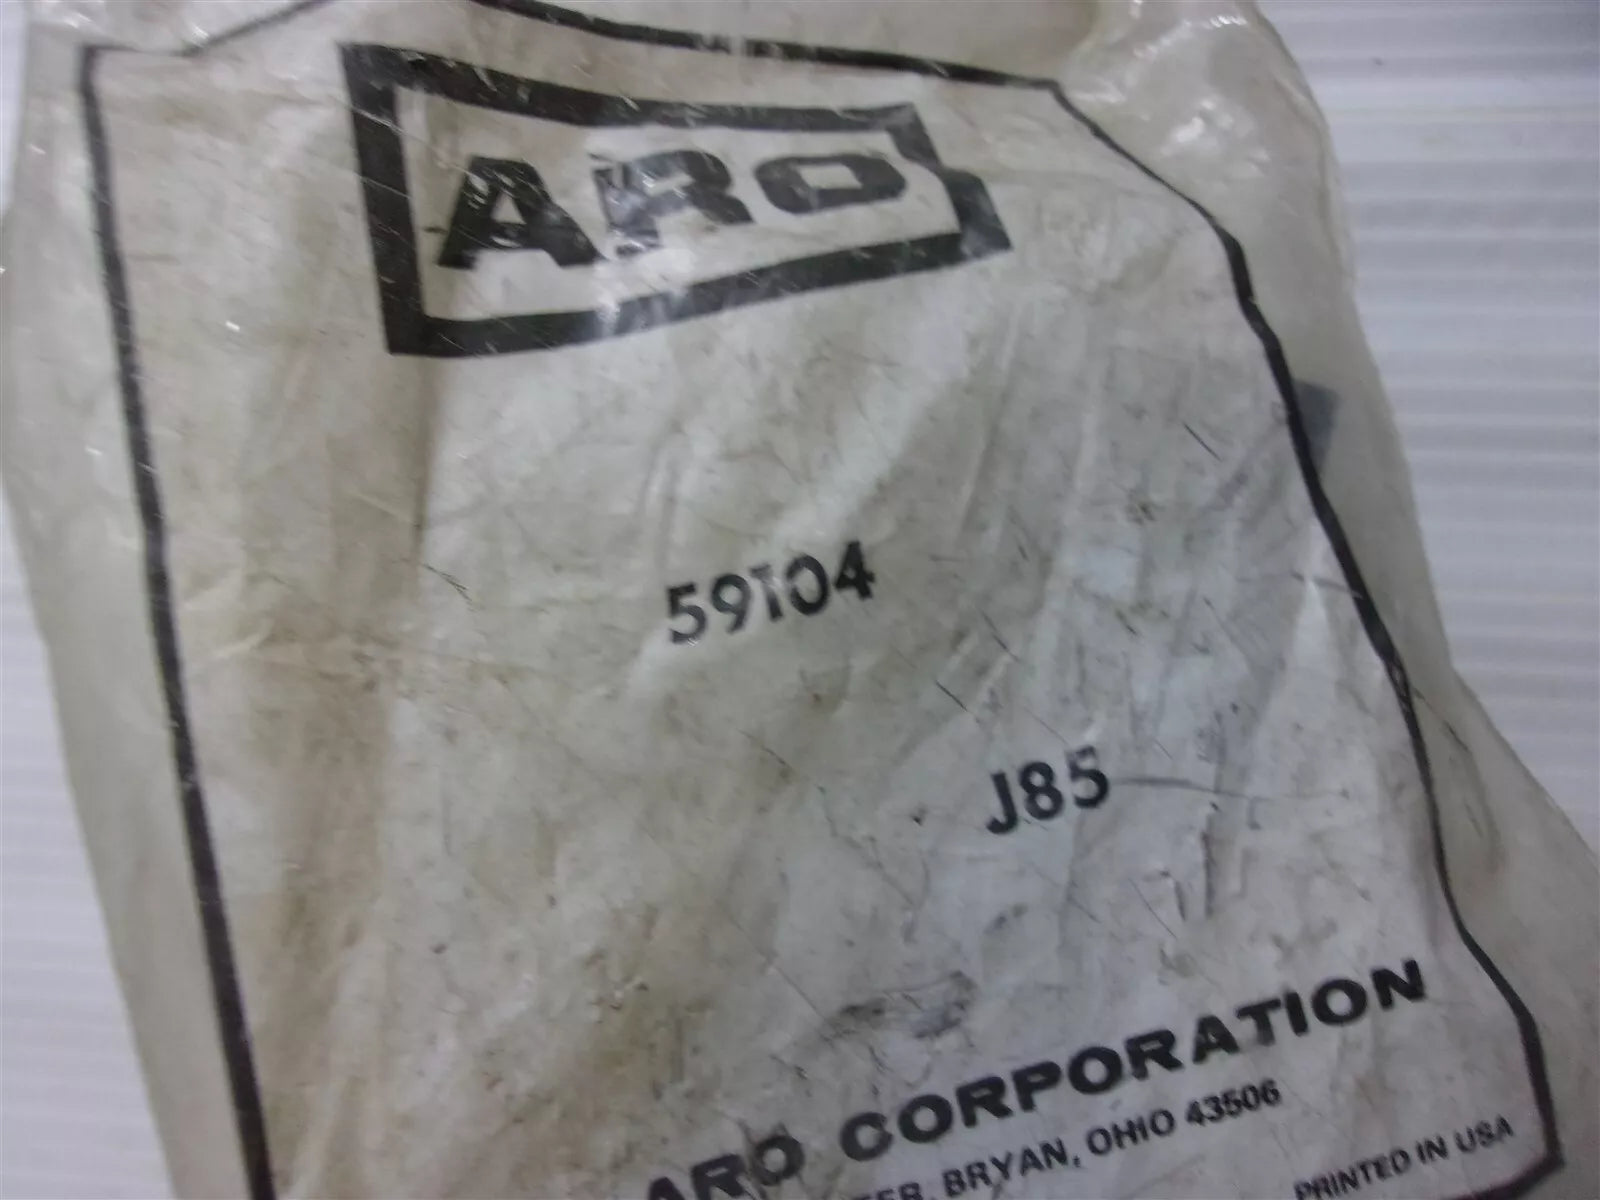 ARO
59104
J85
ARO CORPORATION
BRYAN, OHIO 43506
PRINTED IN USA